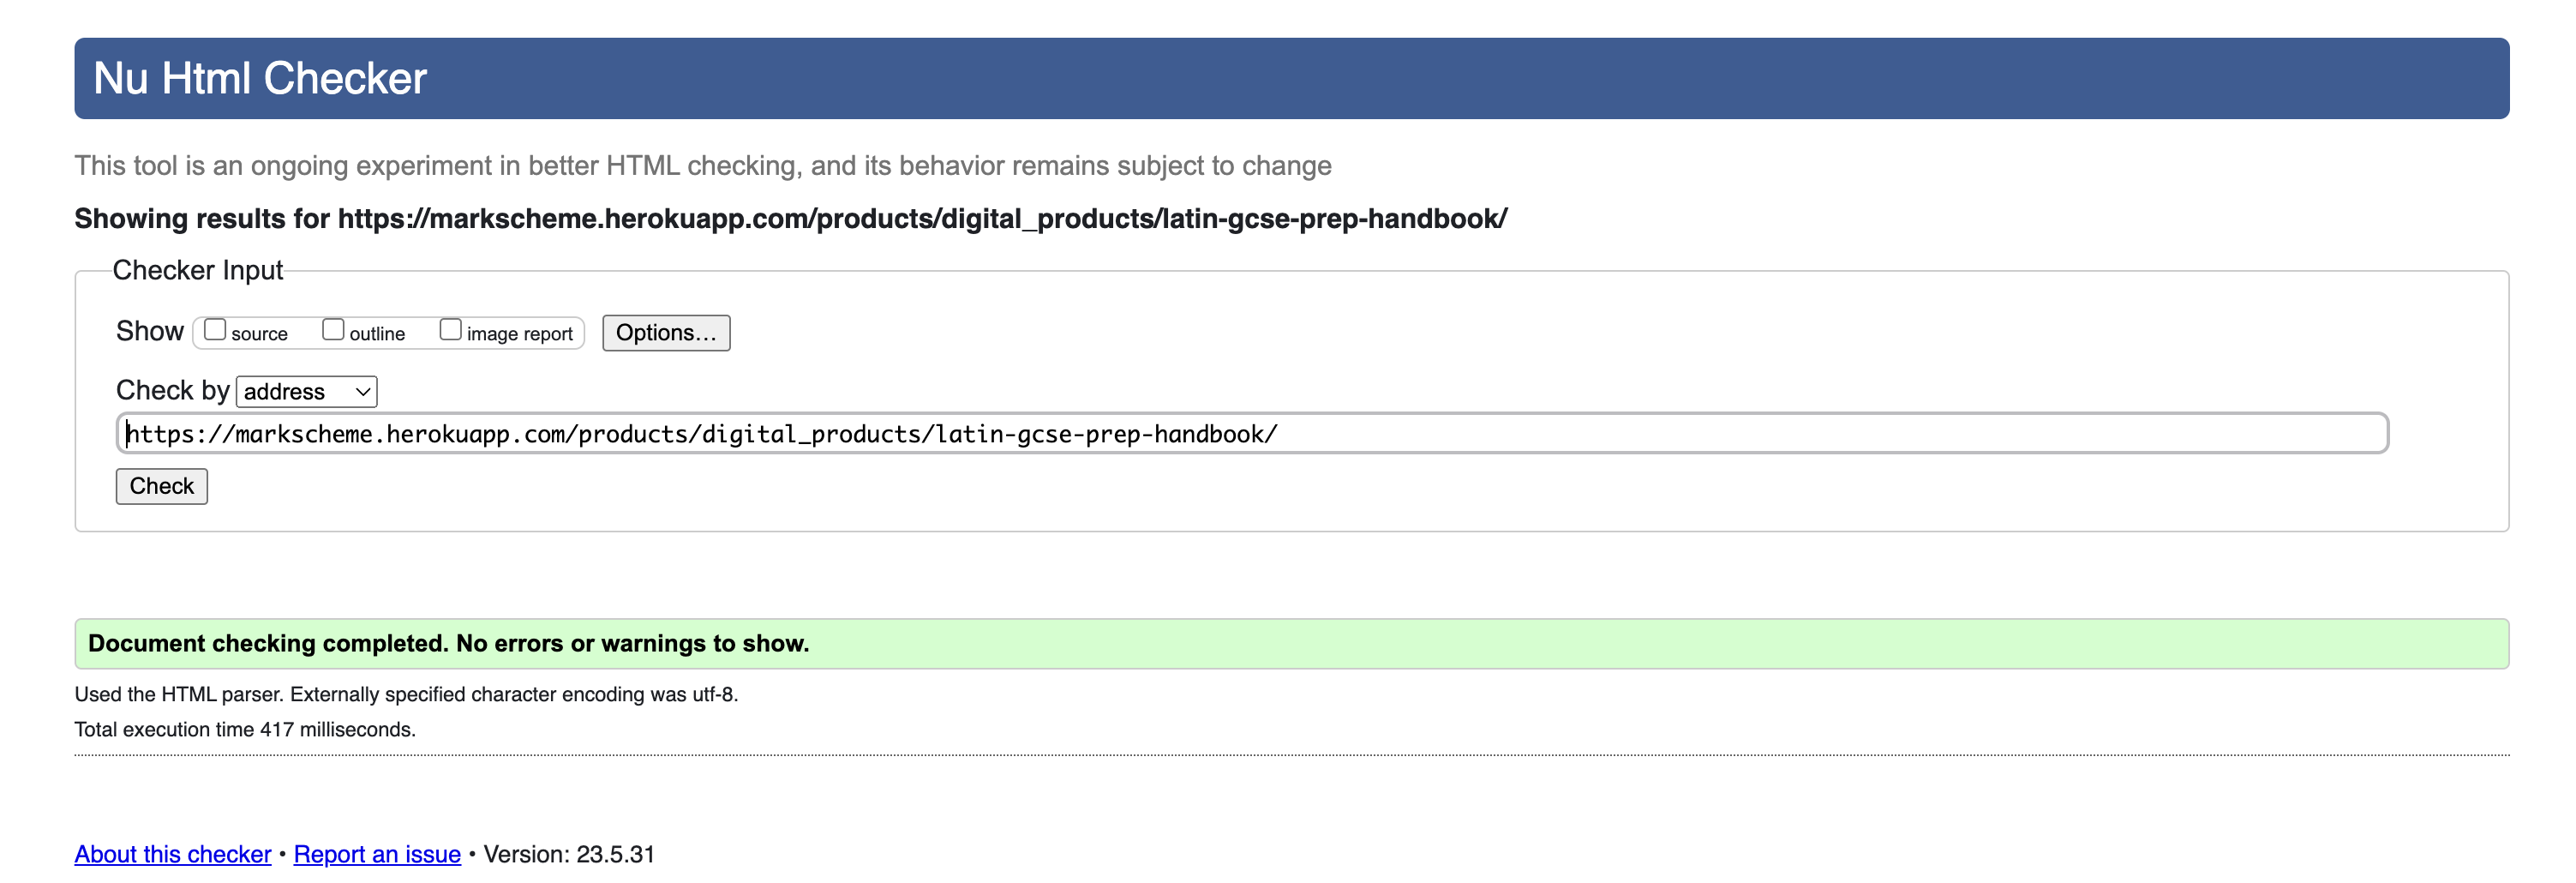 Nu Html Checker
This tool is an ongoing experiment in better HTML checking, and its behavior remains subject to change
Showing results for https://markscheme.herokuapp.com/products/digital_products/latin-gcse-prep-handbook/
Checker Input
Show source outline image report Options...
Check by address
https://markscheme.herokuapp.com/products/digital_products/latin-gcse-prep-handbook/
Check
Document checking completed. No errors or warnings to show.
Used the HTML parser. Externally specified character encoding was utf-8.
Total execution time 417 milliseconds.
About this checker • Report an issue • Version: 23.5.31